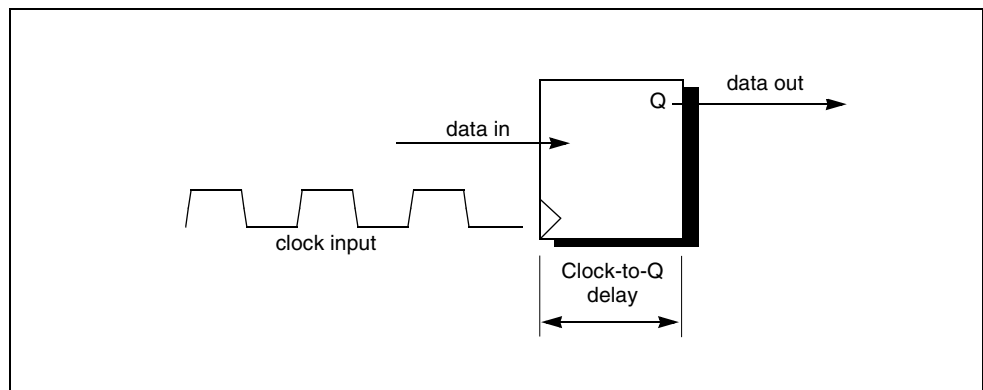 data out
Q
data in
clock input
Clock-to-Q
delay